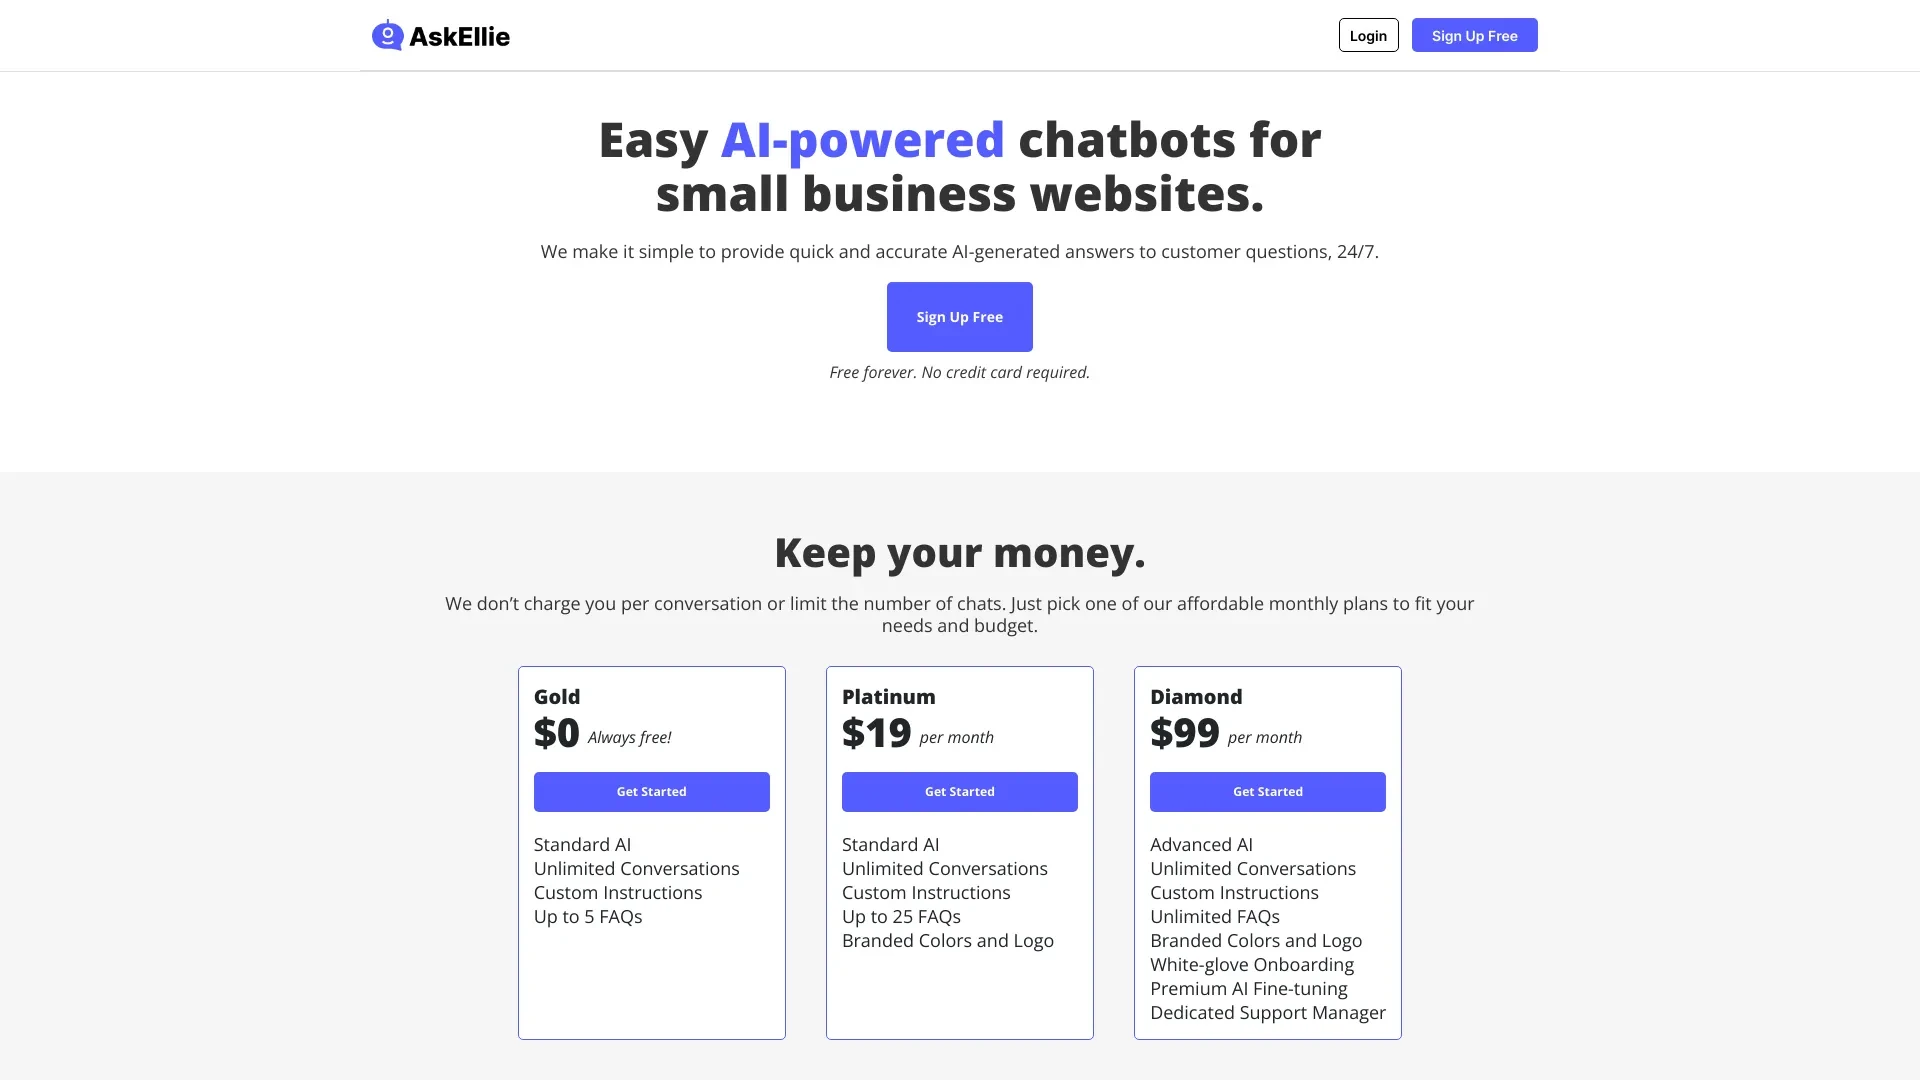 AskEllie
Login
Sign Up Free
Easy AI-powered chatbots for
small business websites.
We make it simple to provide quick and accurate AI-generated answers to customer questions, 24/7.
Sign Up Free
Free forever. No credit card required.
Keep your money.
We don’t charge you per conversation or limit the number of chats. Just pick one of our affordable monthly plans to fit your
needs and budget.
Gold
$0 Always free!
Get Started
Standard AI
Unlimited Conversations
Custom Instructions
Up to 5 FAQs
Platinum
$19 per month
Get Started
Standard AI
Unlimited Conversations
Custom Instructions
Up to 25 FAQs
Branded Colors and Logo
Diamond
$99 per month
Get Started
Advanced AI
Unlimited Conversations
Custom Instructions
Unlimited FAQs
Branded Colors and Logo
White-glove Onboarding
Premium AI Fine-tuning
Dedicated Support Manager